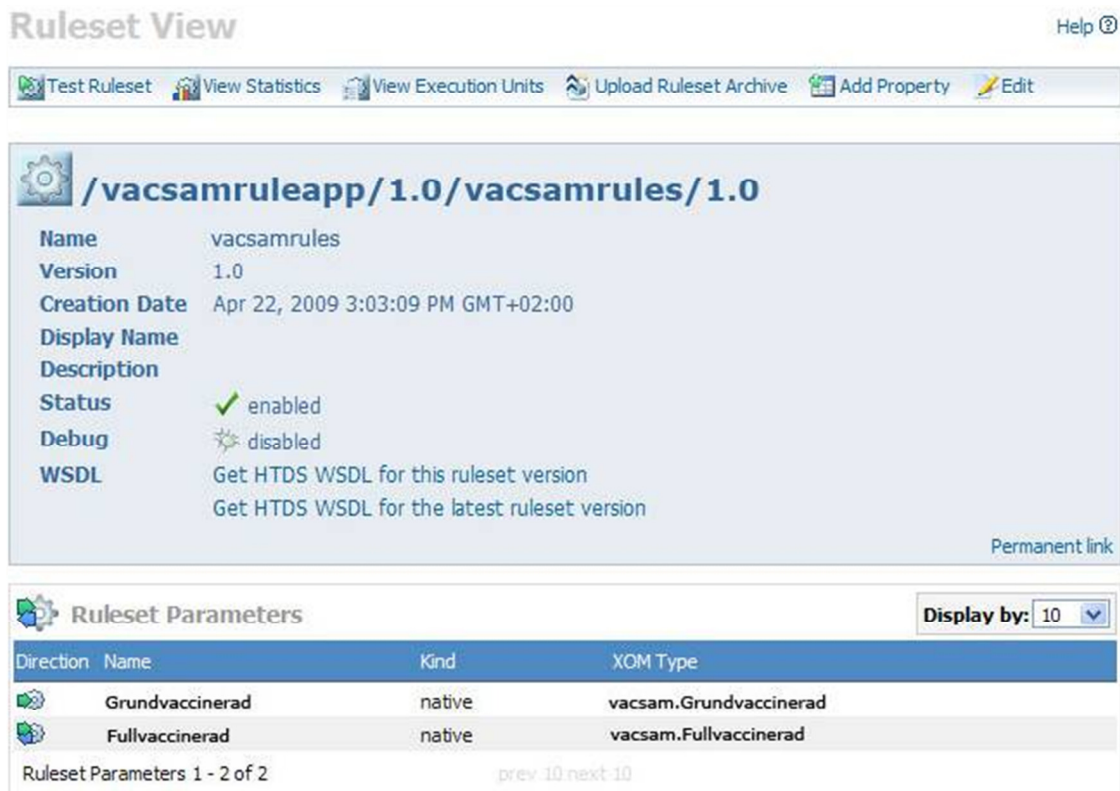 Ruleset View
Help
Test Ruleset View Statistics View Execution Units Upload Ruleset Archive Add Property Edit
/vacsamruleapp/1.0/vacsamrules/1.0
Name vacsamrules
Version 1.0
Creation Date Apr 22, 2009 3:03:09 PM GMT+02:00
Display Name
Description
Status enabled
Debug disabled
WSDL Get HTDS WSDL for this ruleset version
Get HTDS WSDL for the latest ruleset version
Permanent link
Ruleset Parameters Display by: 10
Direction Name Kind XOM Type
Grundvaccinerad native vacsam.Grundvaccinerad
Fullvaccinerad native vacsam.Fullvaccinerad
Ruleset Parameters 1 - 2 of 2 prev 10 next 10